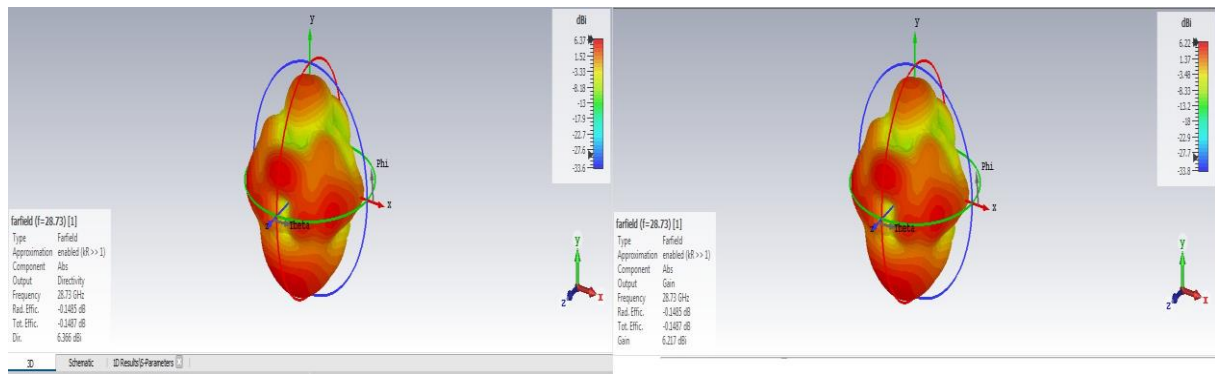 y
dBi
6.37
1.52
-3.33
-8.18
-13
-17.9
-22.7
-27.6
-33.6
Phi
x
z
Theta
farfield (f=28.73) [1]
Type Farfield
Approximation enabled (kR >> 1)
Component Abs
Output Directivity
Frequency 28.73 GHz
Rad. Effic. -0.1485 dB
Tot. Effic. -0.1487 dB
Dir. 6.366 dBi
y
z
x
3D Schematic 1D Results\S-Parameters
y
dBi
6.22
1.37
-3.48
-8.33
-13.2
-18
-22.9
-27.7
-33.8
Phi
x
z
Theta
farfield (f=28.73) [1]
Type Farfield
Approximation enabled (kR >> 1)
Component Abs
Output Gain
Frequency 28.73 GHz
Rad. Effic. -0.1485 dB
Tot. Effic. -0.1487 dB
Gain 6.217 dBi
y
z
x